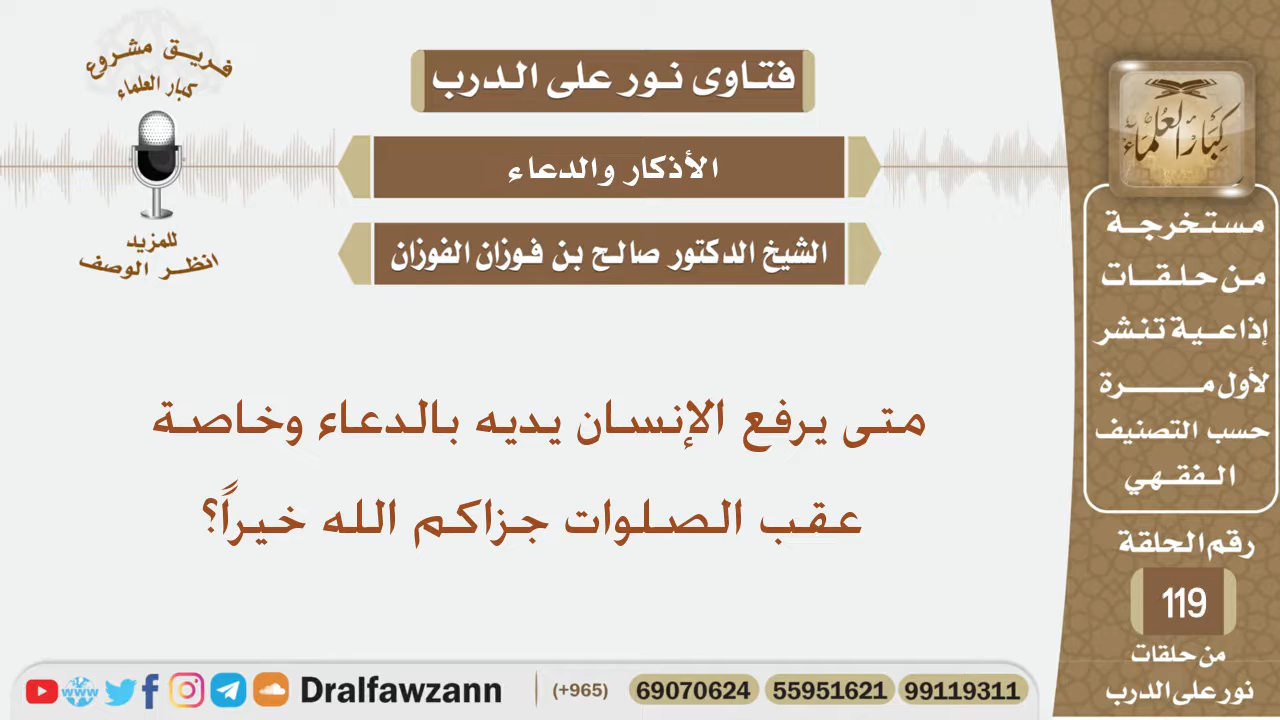 فريق مشروع
كبار العلماء
للمزيد
انظر الوصف
فتاوى نور على الدرب
الأذكار والدعاء
الشيخ الدكتور صالح بن فوزان الفوزان
متى يرفع الإنسان يديه بالدعاء وخاصة
عقب الصلوات جزاكم الله خيراً؟
كبار العلماء
مستخرجة
من حلقات
إذاعية تنشر
لأول مرة
حسب التصنيف
الفقهي
رقم الحلقة
119
من حلقات
نور على الدرب
www Dralfawzann (+965) 69070624 55951621 99119311